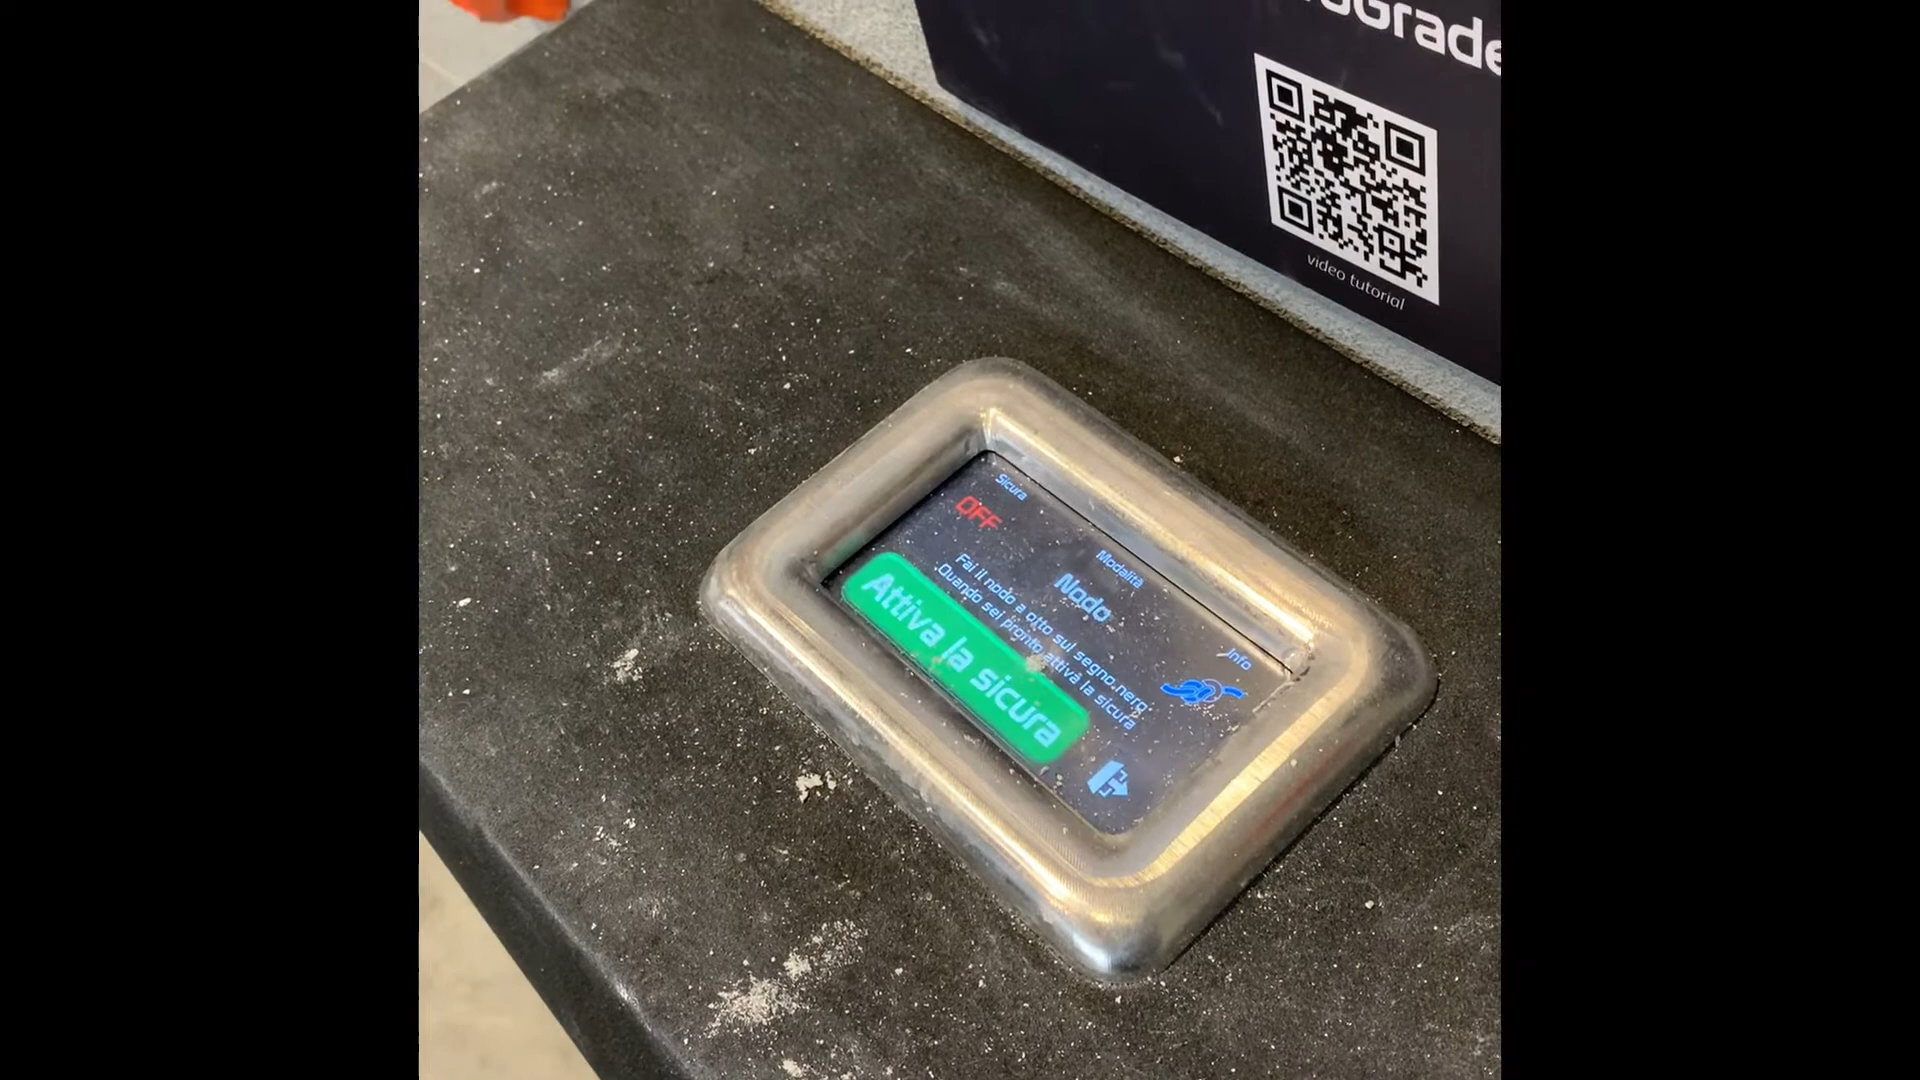 Grade
video tutorial
Sicura
OFF
Modalità
Nodo
Fai il nodo a otto sul segno nero
Quando sei pronto attiva la sicura
Info
Attiva la sicura